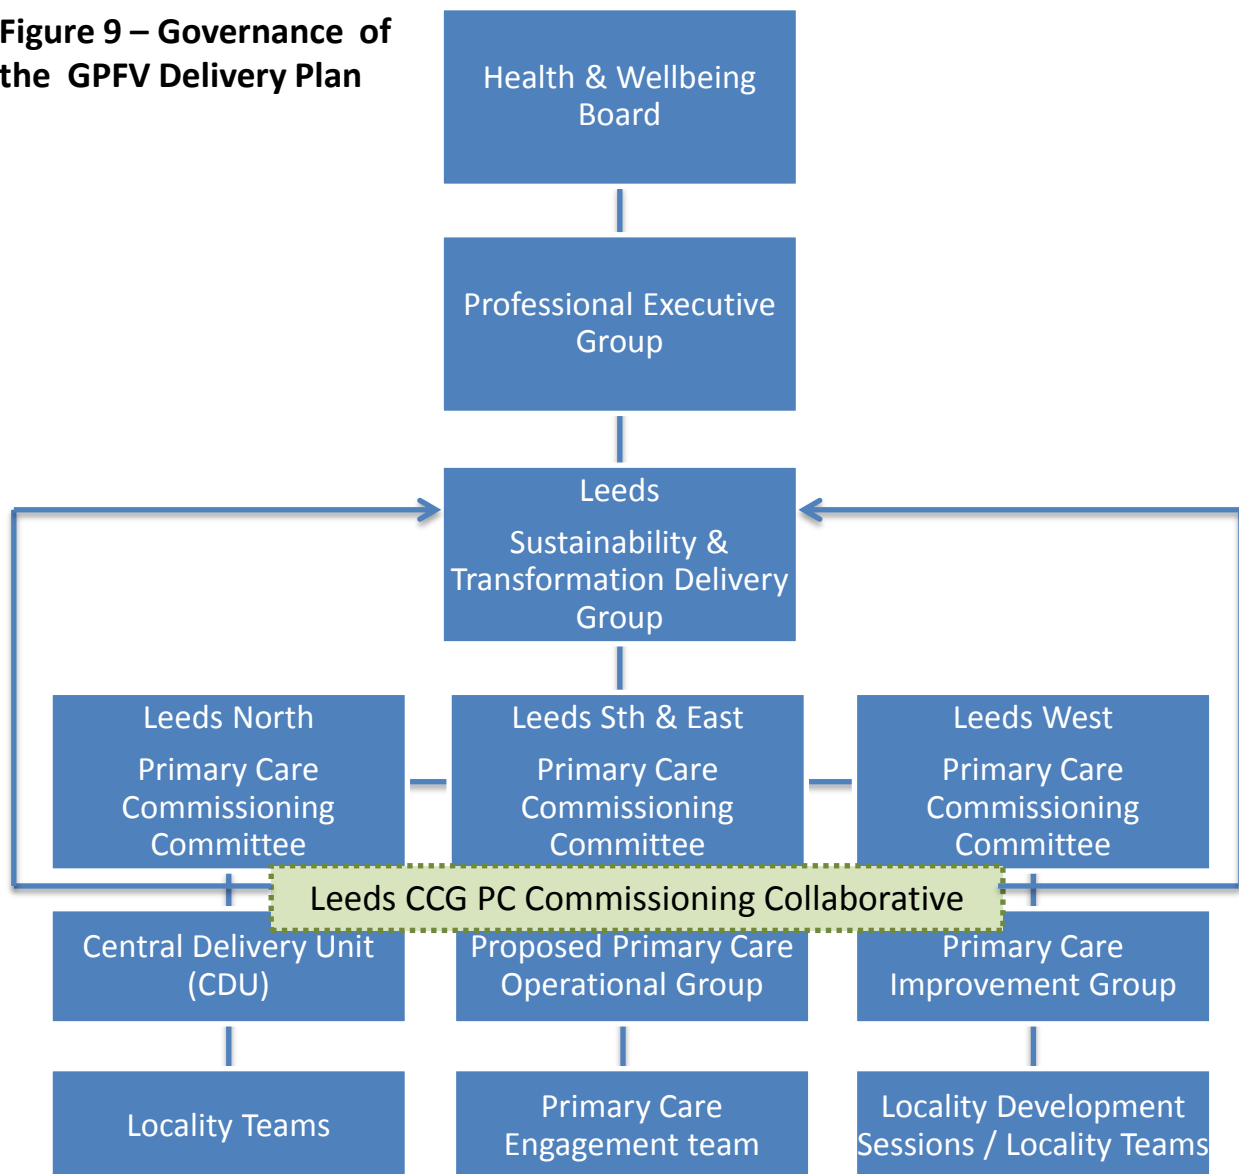 Figure 9 – Governance of
the GPFV Delivery Plan
Health & Wellbeing
Board
Professional Executive
Group
Leeds
Sustainability &
Transformation Delivery
Group
Leeds North
Primary Care
Commissioning
Committee
Leeds Sth & East
Primary Care
Commissioning
Committee
Leeds West
Primary Care
Commissioning
Committee
Leeds CCG PC Commissioning Collaborative
Central Delivery Unit
(CDU)
Proposed Primary Care
Operational Group
Primary Care
Improvement Group
Locality Teams
Primary Care
Engagement team
Locality Development
Sessions / Locality Teams